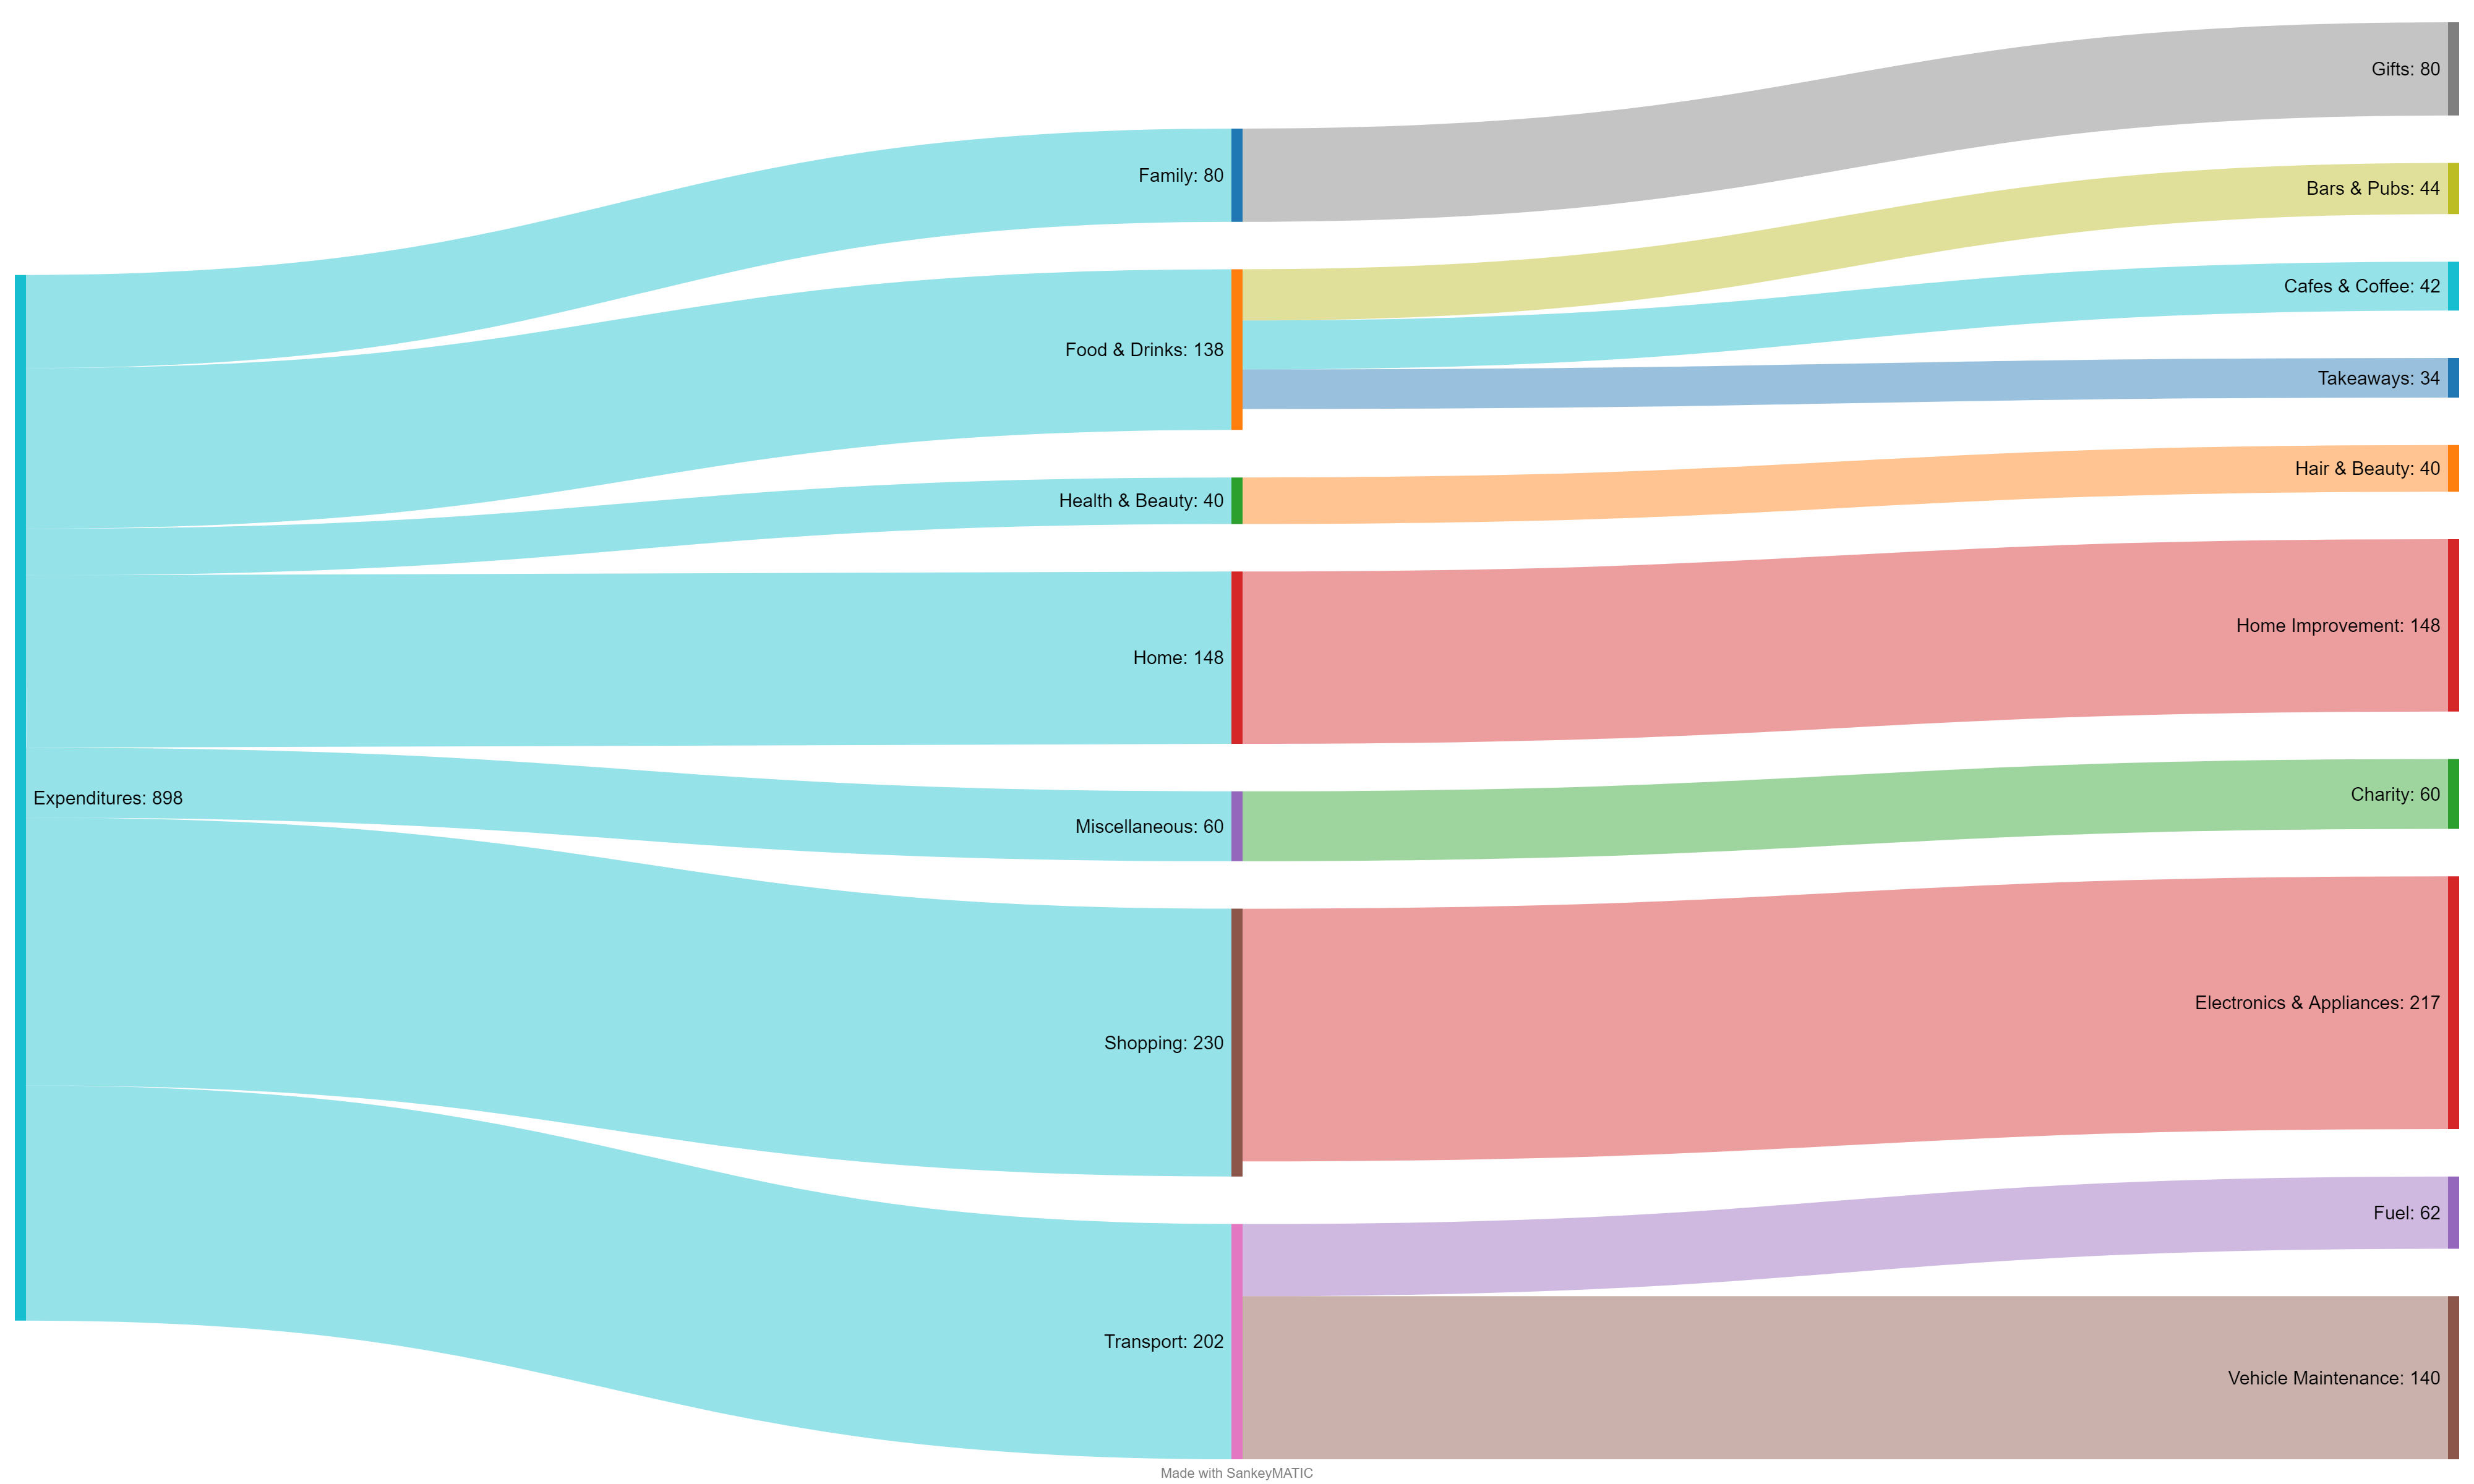 Gifts: 80
Family: 80
Bars & Pubs: 44
Cafes & Coffee: 42
Food & Drinks: 138
Takeaways: 34
Hair & Beauty: 40
Health & Beauty: 40
Home Improvement: 148
Home: 148
Expenditures: 898
Charity: 60
Miscellaneous: 60
Electronics & Appliances: 217
Shopping: 230
Fuel: 62
Transport: 202
Vehicle Maintenance: 140
Made with SankeyMATIC